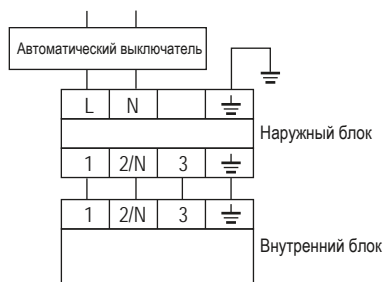 Автоматический выключатель
L N
Наружный блок
1 2/N 3
1 2/N 3
Внутренний блок